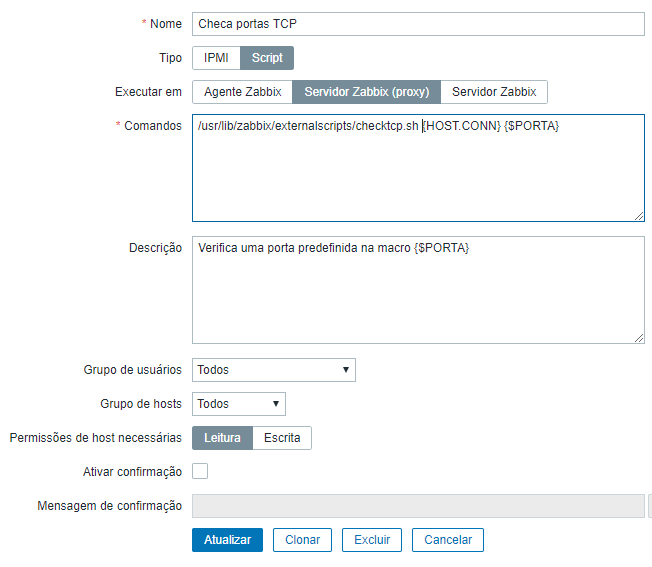 * Nome Checa portas TCP
Tipo IPMI Script
Executar em Agente Zabbix Servidor Zabbix (proxy) Servidor Zabbix
* Comandos /usr/lib/zabbix/externalscripts/checktcp.sh {HOST.CONN} {$PORTA}
Descrição Verifica uma porta predefinida na macro {$PORTA}
Grupo de usuários Todos
Grupo de hosts Todos
Permissões de host necessárias Leitura Escrita
Ativar confirmação
Mensagem de confirmação
Atualizar Clonar Excluir Cancelar